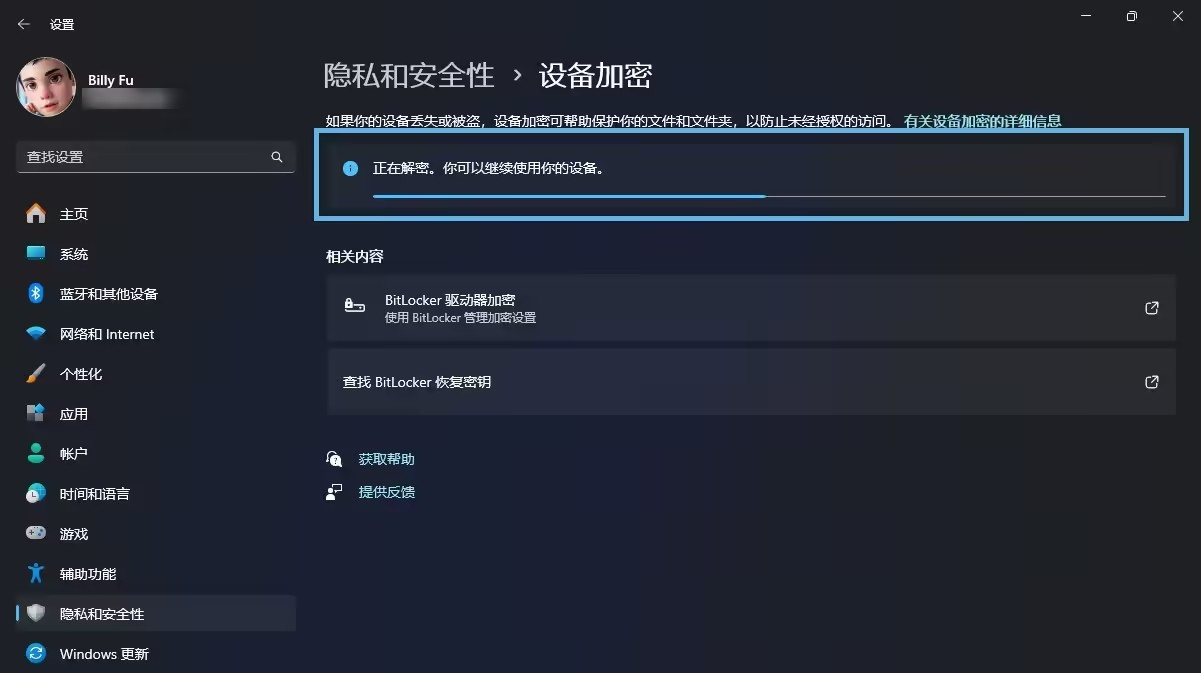 设置
Billy Fu
查找设置
主页
系统
蓝牙和其他设备
网络和 Internet
个性化
应用
帐户
时间和语言
游戏
辅助功能
隐私和安全性
Windows 更新
隐私和安全性 › 设备加密
如果你的设备丢失或被盗，设备加密可帮助保护你的文件和文件夹，以防止未经授权的访问。 有关设备加密的详细信息
正在解密。你可以继续使用你的设备。
相关内容
BitLocker 驱动器加密
使用 BitLocker 管理加密设置
查找 BitLocker 恢复密钥
获取帮助
提供反馈